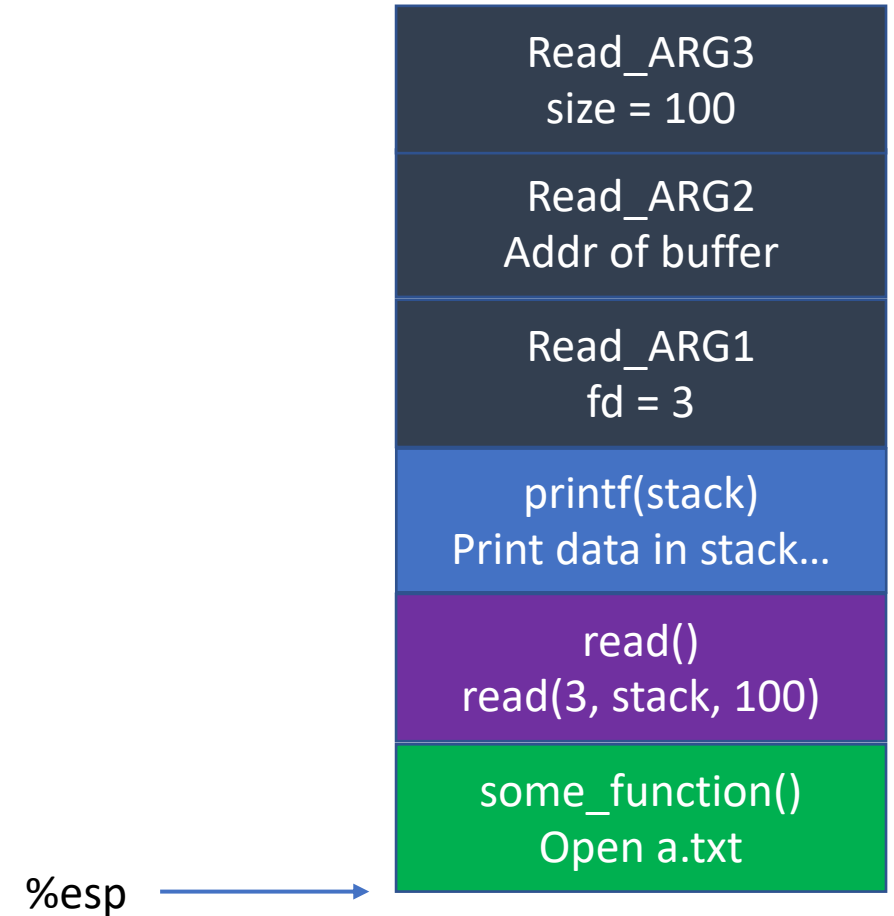 Read_ARG3
size = 100
Read_ARG2
Addr of buffer
Read_ARG1
fd = 3
printf(stack)
Print data in stack…
read()
read(3, stack, 100)
some_function()
Open a.txt
%esp